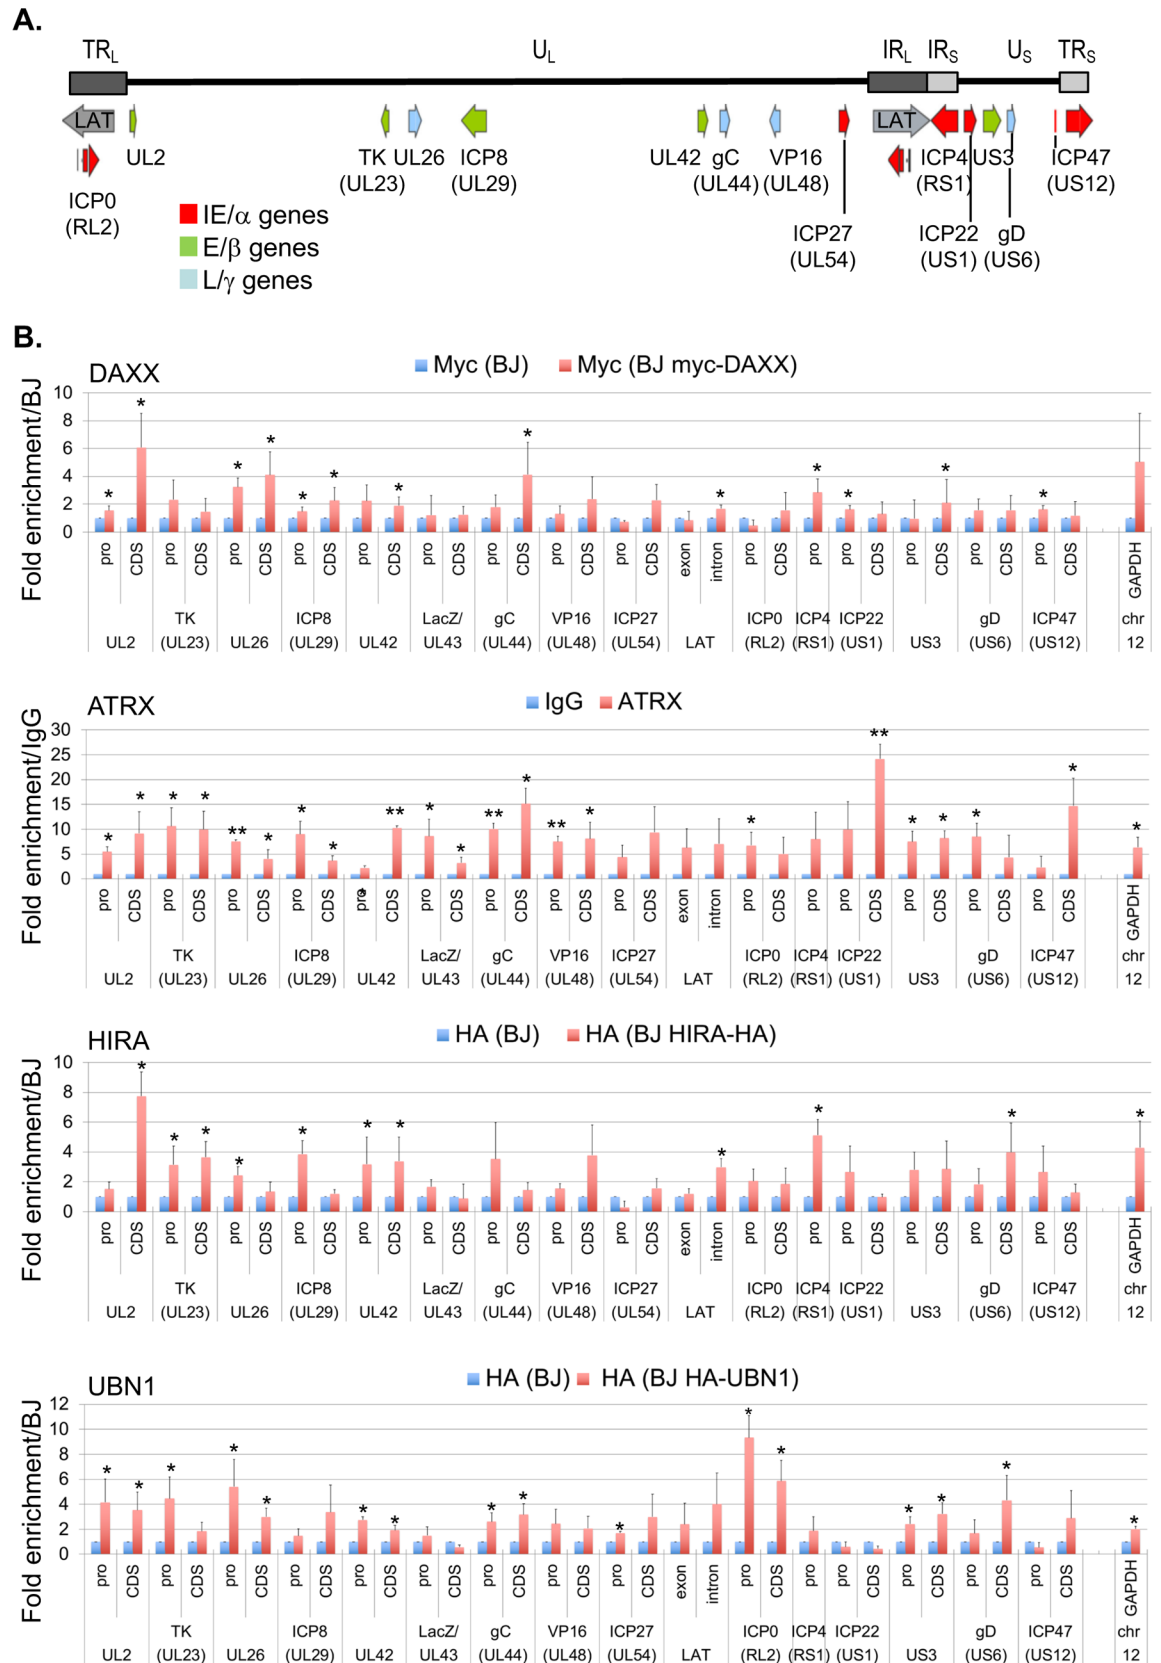 A.
TRL UL IRL IRS US TRS
LAT LAT
UL2 TK UL26 ICP8 UL42 gC VP16 ICP4 US3 ICP47
(UL23) (UL29) (UL44) (UL48) (RS1) (US12)
ICP0
(RL2)
ICP27 ICP22 gD
(UL54) (US1) (US6)
IE/α genes
E/β genes
L/γ genes
B.
DAXX
Myc (BJ) Myc (BJ myc-DAXX)
Fold enrichment/BJ
10
8
6
4
2
0
* * * * * * * * * * * * *
pro CDS pro CDS pro CDS pro CDS pro CDS pro CDS pro CDS pro CDS pro CDS exon intron pro CDS pro pro CDS pro CDS pro CDS pro CDS GAPDH
TK ICP8 LacZ/ gC VP16 ICP27 ICP0 ICP4 ICP22 gD ICP47 chr
UL2 (UL23) UL26 (UL29) UL42 UL43 (UL44) (UL48) (UL54) LAT (RL2) (RS1) (US1) US3 (US6) (US12) 12
ATRX
IgG ATRX
Fold enrichment/IgG
30
25
20
15
10
5
0
* * * * ** * * * * ** * * ** * ** * * ** * * * * *
pro CDS pro CDS pro CDS pro CDS pro CDS pro CDS pro CDS pro CDS pro CDS exon intron pro CDS pro pro CDS pro CDS pro CDS pro CDS GAPDH
TK ICP8 LacZ/ gC VP16 ICP27 ICP0 ICP4 ICP22 gD ICP47 chr
UL2 (UL23) UL26 (UL29) UL42 UL43 (UL44) (UL48) (UL54) LAT (RL2) (RS1) (US1) US3 (US6) (US12) 12
HIRA
HA (BJ) HA (BJ HIRA-HA)
Fold enrichment/BJ
10
8
6
4
2
0
* * * * * * * * * * *
pro CDS pro CDS pro CDS pro CDS pro CDS pro CDS pro CDS pro CDS pro CDS exon intron pro CDS pro pro CDS pro CDS pro CDS pro CDS GAPDH
TK ICP8 LacZ/ gC VP16 ICP27 ICP0 ICP4 ICP22 gD ICP47 chr
UL2 (UL23) UL26 (UL29) UL42 UL43 (UL44) (UL48) (UL54) LAT (RL2) (RS1) (US1) US3 (US6) (US12) 12
UBN1
HA (BJ) HA (BJ HA-UBN1)
Fold enrichment/BJ
12
10
8
6
4
2
0
* * * * * * * * * * * * * * * *
pro CDS pro CDS pro CDS pro CDS pro CDS pro CDS pro CDS pro CDS pro CDS exon intron pro CDS pro pro CDS pro CDS pro CDS pro CDS GAPDH
TK ICP8 LacZ/ gC VP16 ICP27 ICP0 ICP4 ICP22 gD ICP47 chr
UL2 (UL23) UL26 (UL29) UL42 UL43 (UL44) (UL48) (UL54) LAT (RL2) (RS1) (US1) US3 (US6) (US12) 12